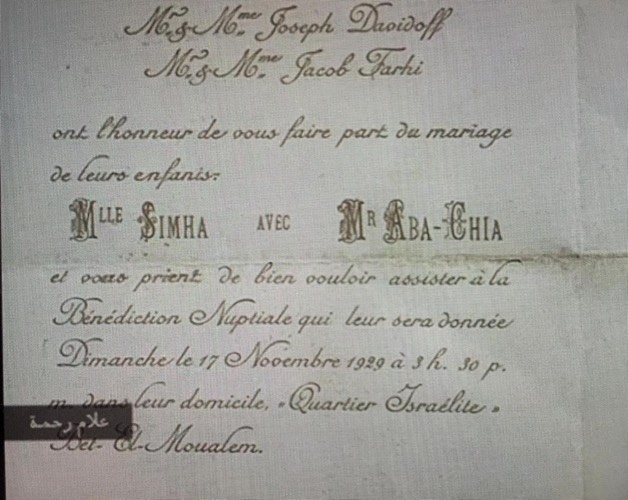 Mr. & Mme. Joseph Davidoff
Mr. & Mme. Jacob Farhi
ont l'honneur de vous faire part du mariage
de leurs enfants:
MLLE SIMHA AVEC MR ABA-CHIA
et vous prient de bien vouloir assister à la
Bénédiction Nuptiale qui leur sera donnée
Dimanche le 17 Novembre 1929 à 3 h. 30 p.
m. dans leur domicile, «Quartier Israélite»
Bet-El-Moualem.
علام رحمة